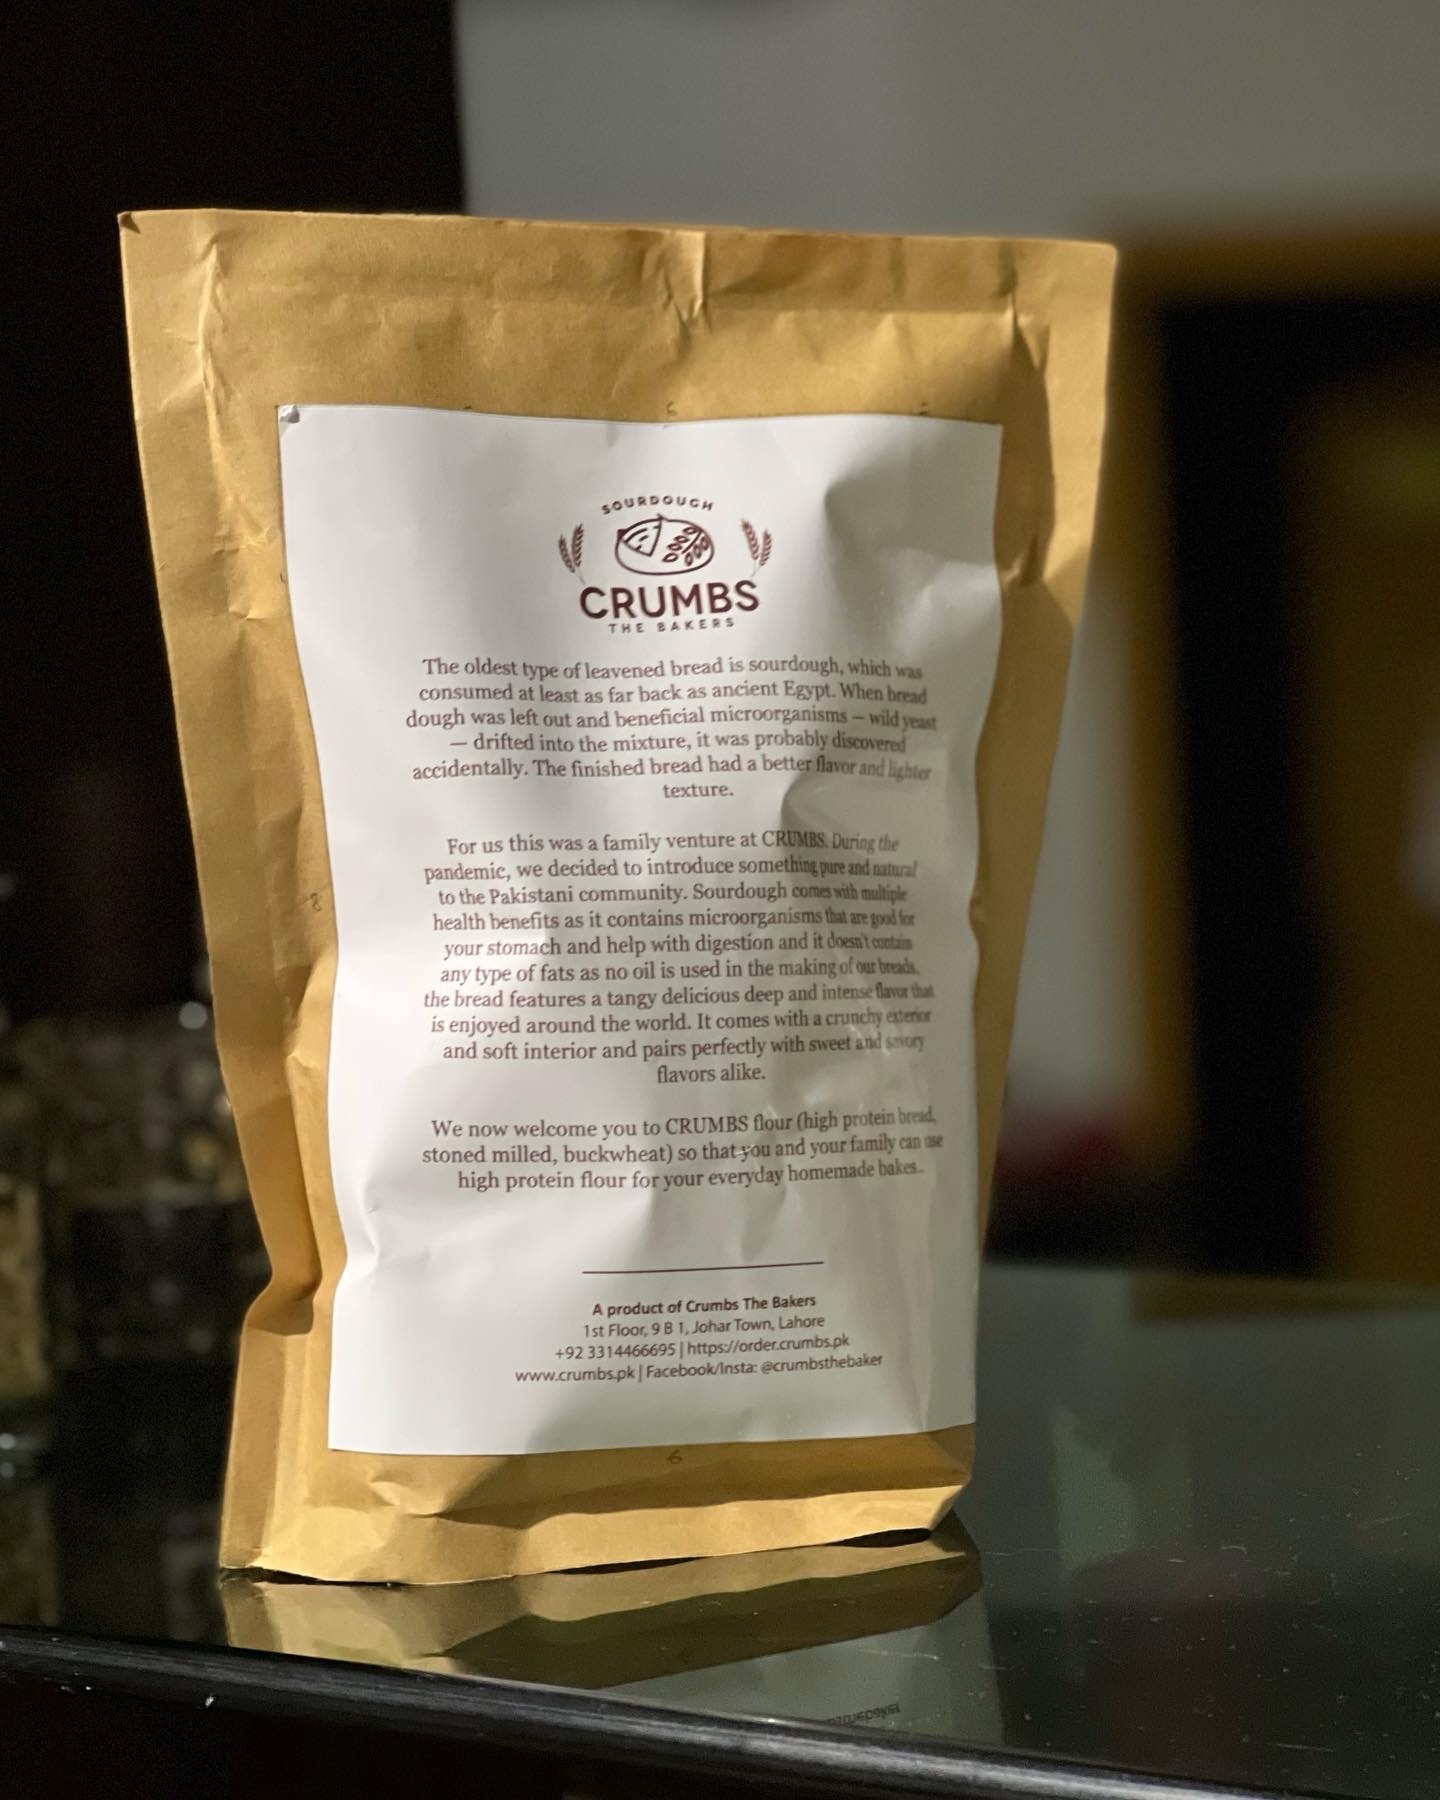 SOURDOUGH
CRUMBS
THE BAKERS
The oldest type of leavened bread is sourdough, which was
consumed at least as far back as ancient Egypt. When bread
dough was left out and beneficial microorganisms – wild yeast
– drifted into the mixture, it was probably discovered
accidentally. The finished bread had a better flavor and lighter
texture.
For us this was a family venture at CRUMBS. During the
pandemic, we decided to introduce something pure and natural
to the Pakistani community. Sourdough comes with multiple
health benefits as it contains microorganisms that are good for
your stomach and help with digestion and it doesn't contain
any type of fats as no oil is used in the making of our breads.
the bread features a tangy delicious deep and intense flavor that
is enjoyed around the world. It comes with a crunchy exterior
and soft interior and pairs perfectly with sweet and savory
flavors alike.
We now welcome you to CRUMBS flour (high protein bread,
stoned milled, buckwheat) so that you and your family can use
high protein flour for your everyday homemade bakes..
A product of Crumbs The Bakers
1st Floor, 9 B 1, Johar Town, Lahore
+92 3314466695 | https://order.crumbs.pk
www.crumbs.pk | Facebook/Insta: @crumbsthebaker
6